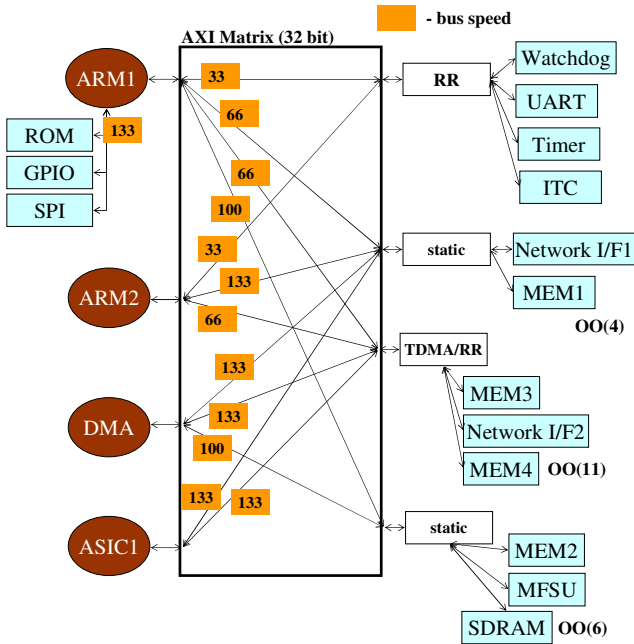 - bus speed
AXI Matrix (32 bit)
ARM1
33
RR
Watchdog
UART
Timer
ITC
ROM
133
GPIO
SPI
66
66
100
33
static
Network I/F1
MEM1
OO(4)
ARM2
133
66
TDMA/RR
MEM3
Network I/F2
MEM4
OO(11)
DMA
133
133
100
ASIC1
133
133
static
MEM2
MFSU
SDRAM
OO(6)